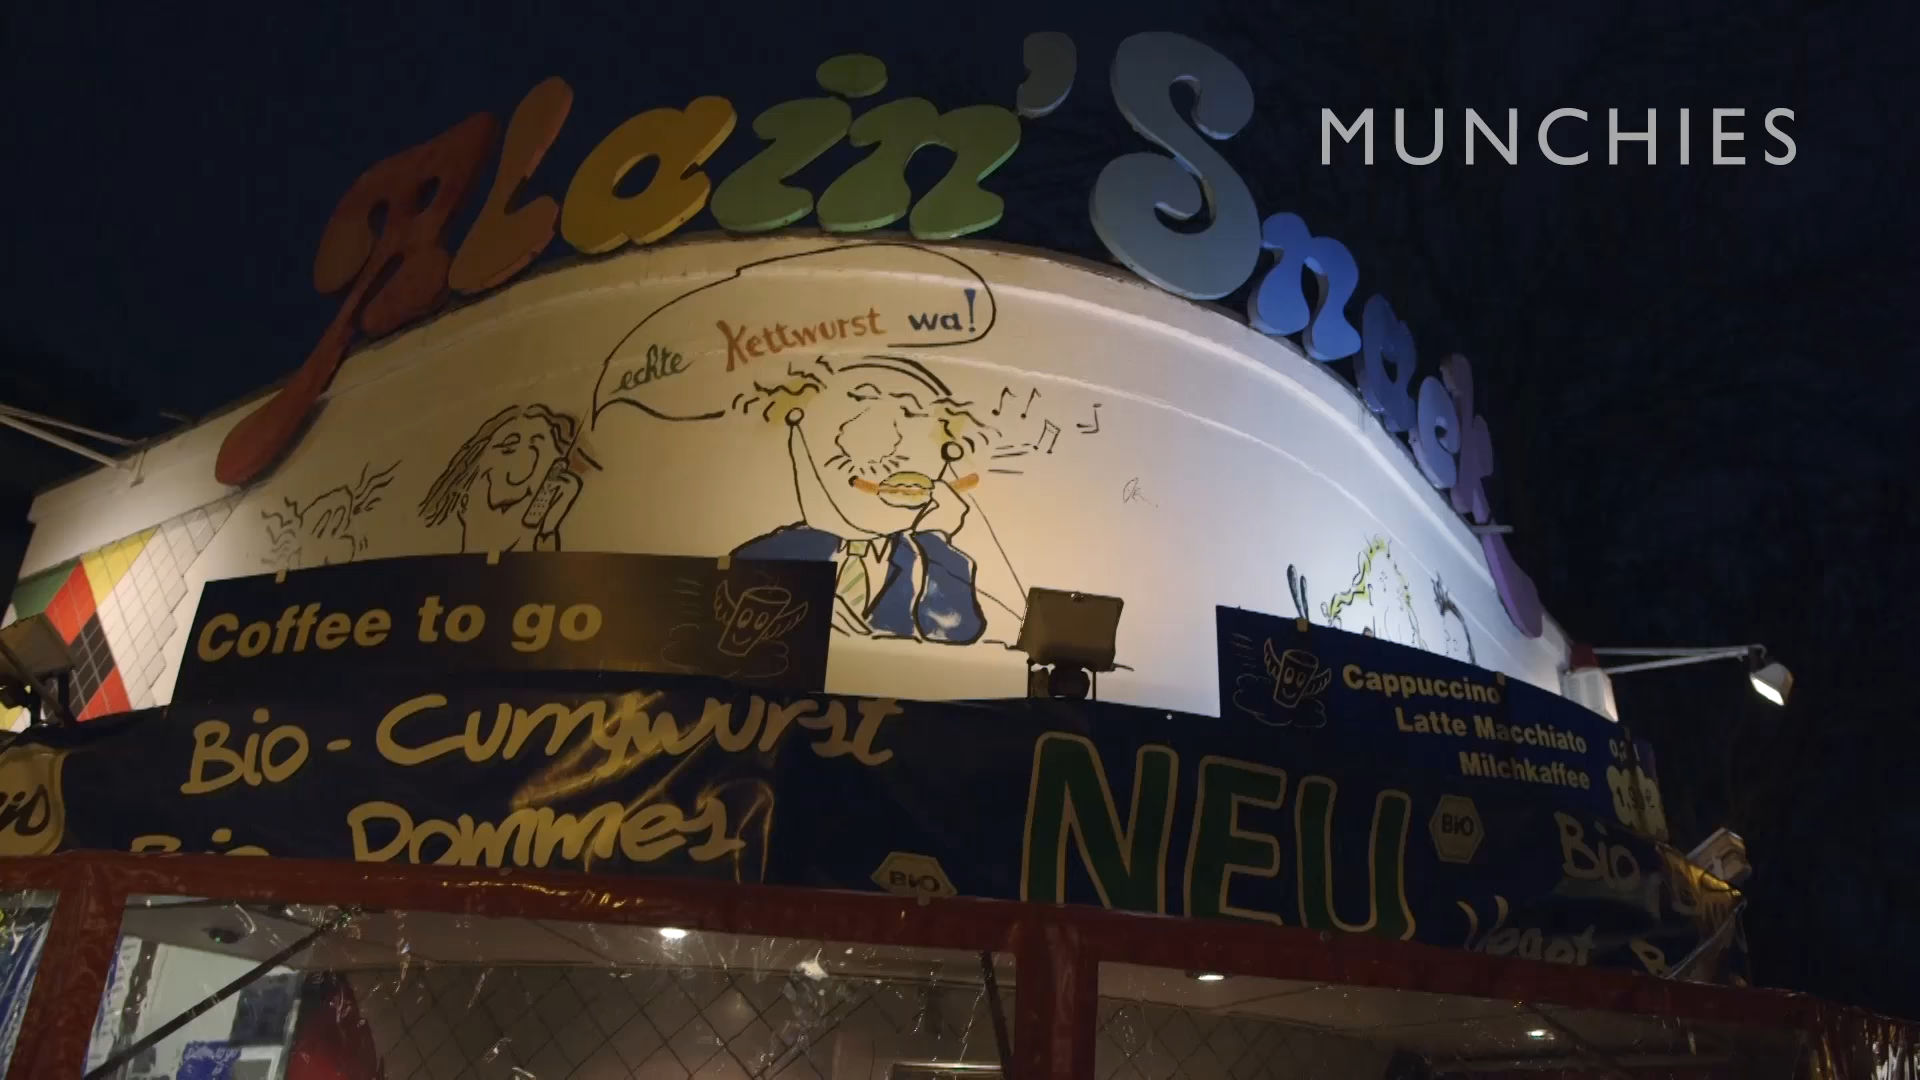 Alain'Snack
MUNCHIES
echte Kettwurst wa!
Coffee to go
Bio-Currywurst
Bio Pommes
NEU
BIO
BIO
Cappuccino
Latte Macchiato
Milchkaffee
Bio